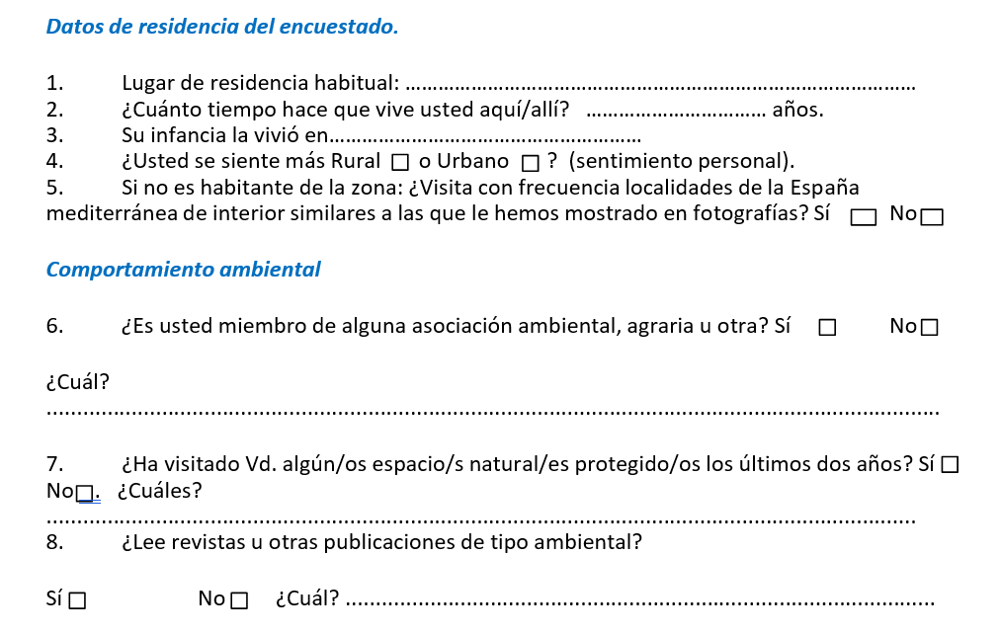 Datos de residencia del encuestado.
1. Lugar de residencia habitual: ……………………………………………………………………………………
2. ¿Cuánto tiempo hace que vive usted aquí/allí? …………………………… años.
3. Su infancia la vivió en…………………………………………………
4. ¿Usted se siente más Rural ☐ o Urbano ☐ ? (sentimiento personal).
5. Si no es habitante de la zona: ¿Visita con frecuencia localidades de la España
mediterránea de interior similares a las que le hemos mostrado en fotografías? Sí ☐ No☐
Comportamiento ambiental
6. ¿Es usted miembro de alguna asociación ambiental, agraria u otra? Sí ☐ No☐
¿Cuál?
……………………………………………………………………………………………………………………………
7. ¿Ha visitado Vd. algún/os espacio/s natural/es protegido/os los últimos dos años? Sí ☐
No☐. ¿Cuáles?
…………………………………………………………………………………………………………………………
8. ¿Lee revistas u otras publicaciones de tipo ambiental?
Sí ☐ No ☐ ¿Cuál? …………………………………………………………………………………